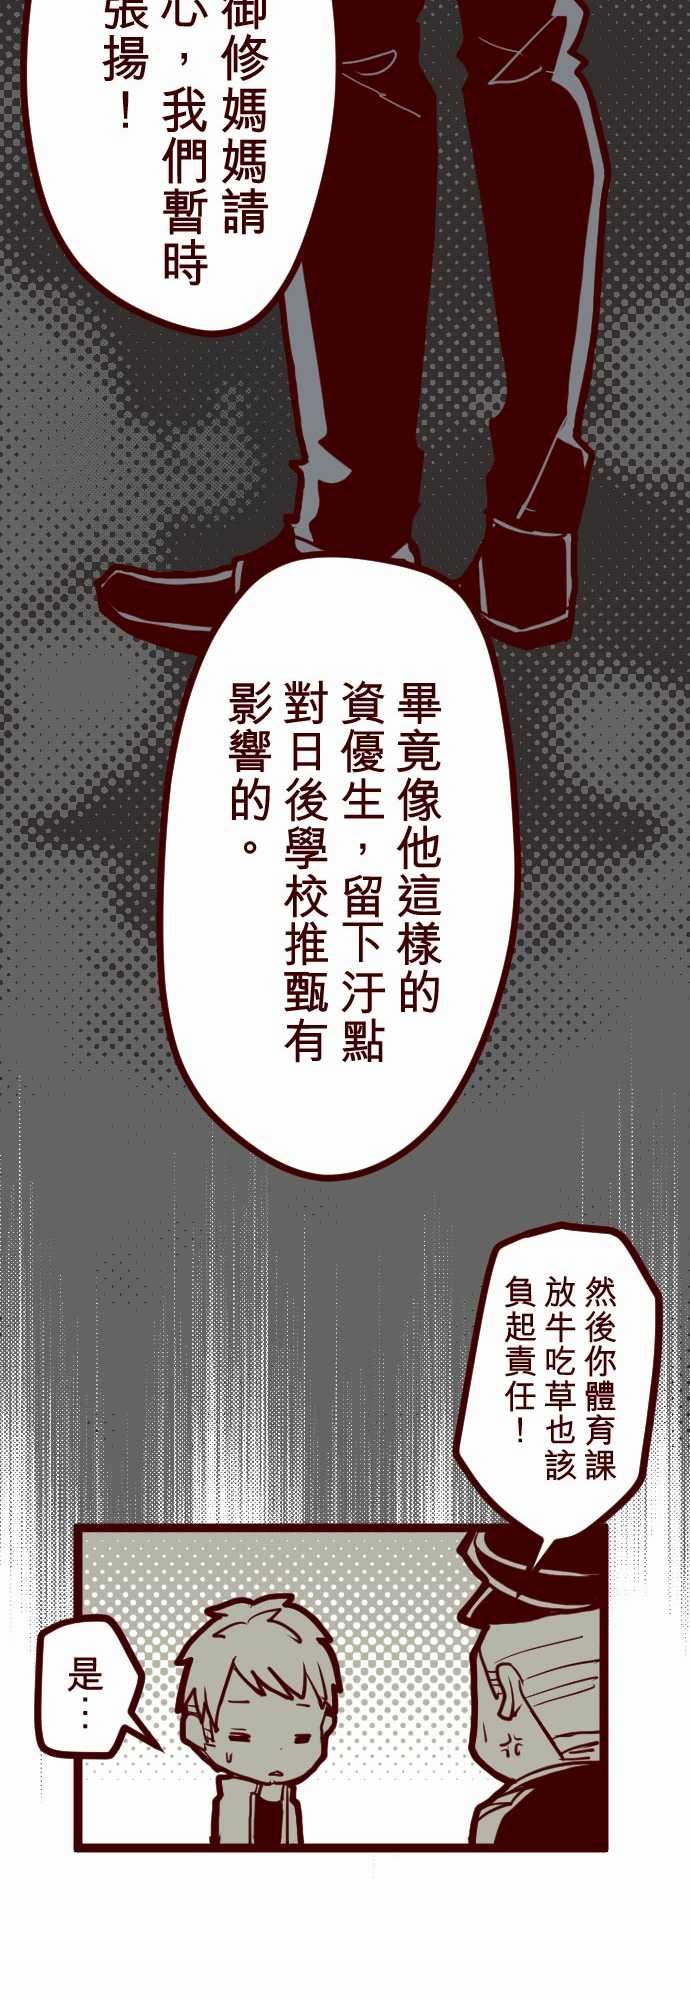 御修媽媽請
心，我們暫時
張揚！
畢竟像他這樣的
資優生，留下汙點
對日後學校推甄有
影響的。
然後你體育課
放牛吃草也該
負起責任！
是…